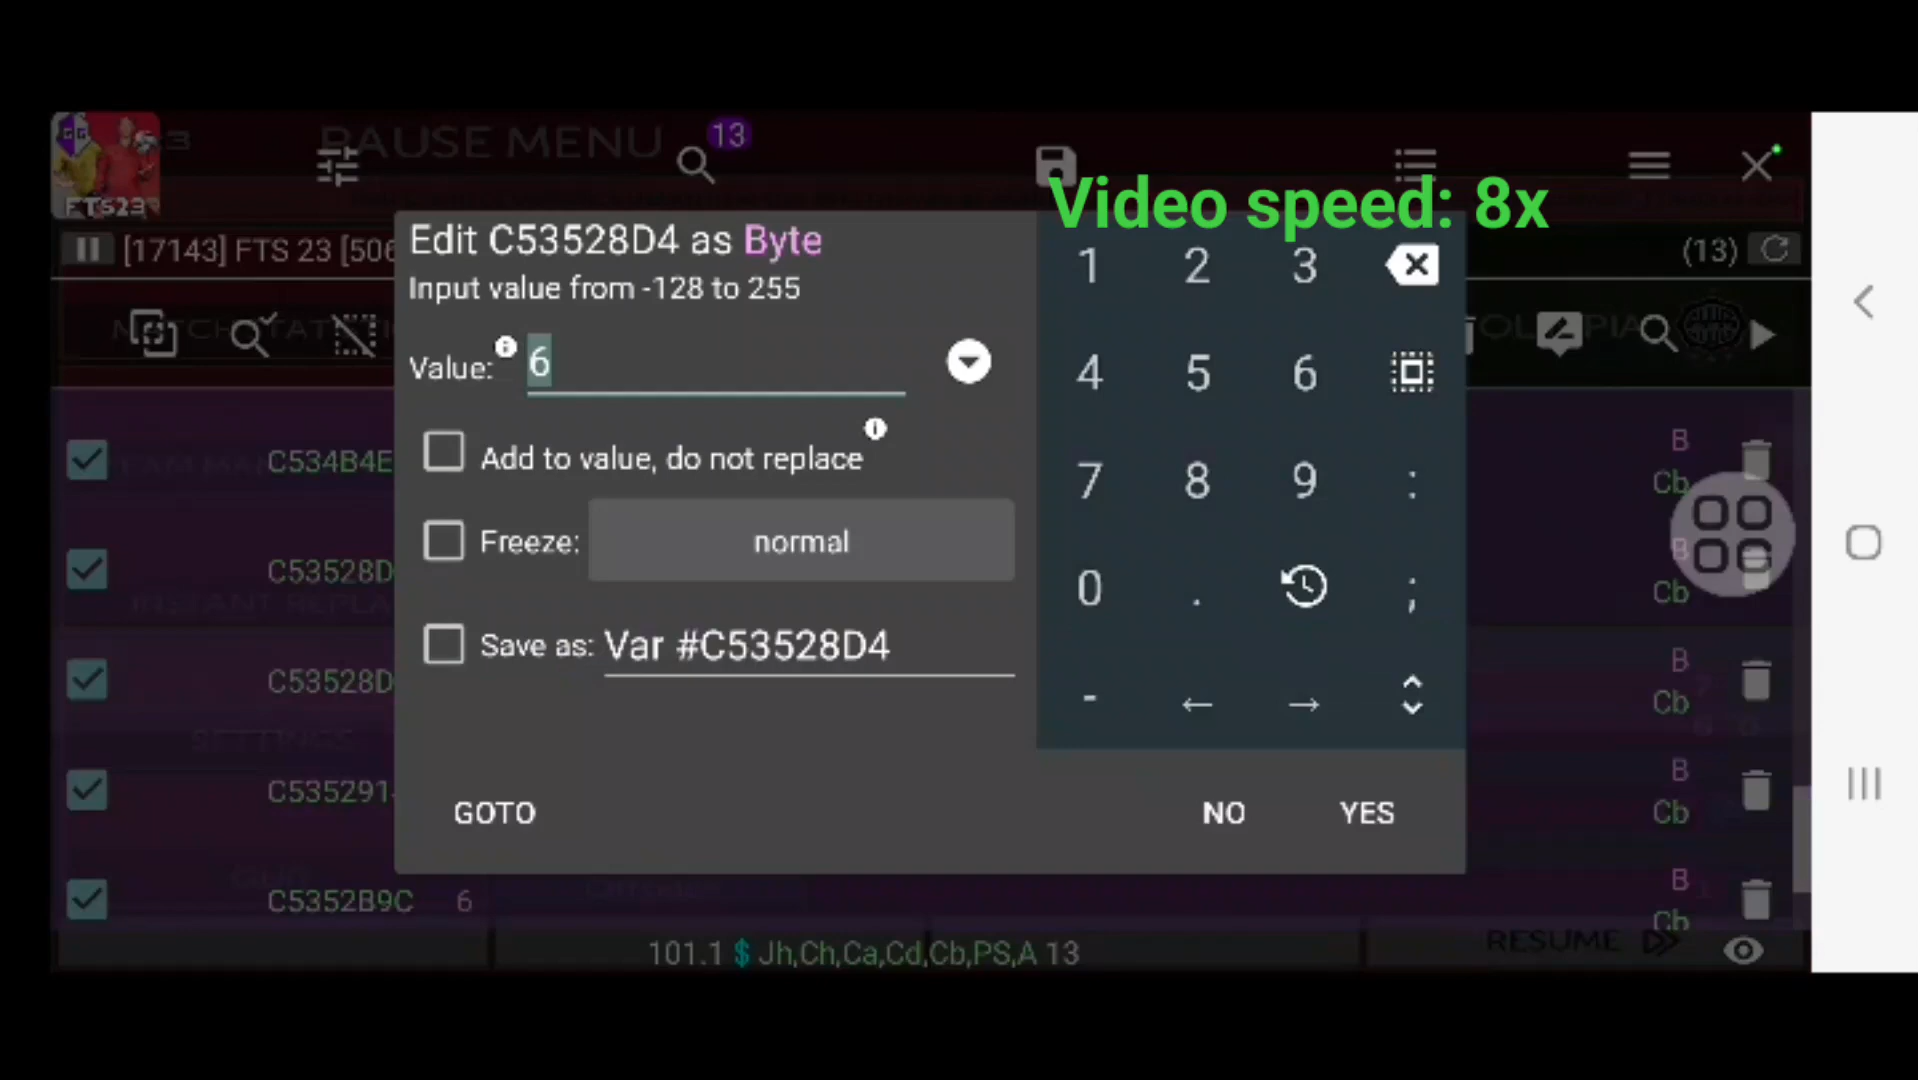 PAUSE MENU
13
FTS23
Video speed: 8x
[17143] FTS 23 [506
(13)
Edit C53528D4 as Byte
Input value from -128 to 255
Value: 6
Add to value, do not replace
Freeze: normal
Save as: Var #C53528D4
GOTO
NO
YES
1 2 3
4 5 6
7 8 9 :
0 . ;
- ← →
C534B4E
B
Cb
C53528D
B
Cb
INSTANT REPLA
C53528D
B
Cb
SETTINGS
C535291
B
Cb
C5352B9C 6
B
Cb
101.1 $ Jh,Ch,Ca,Cd,Cb,PS,A 13
RESUME